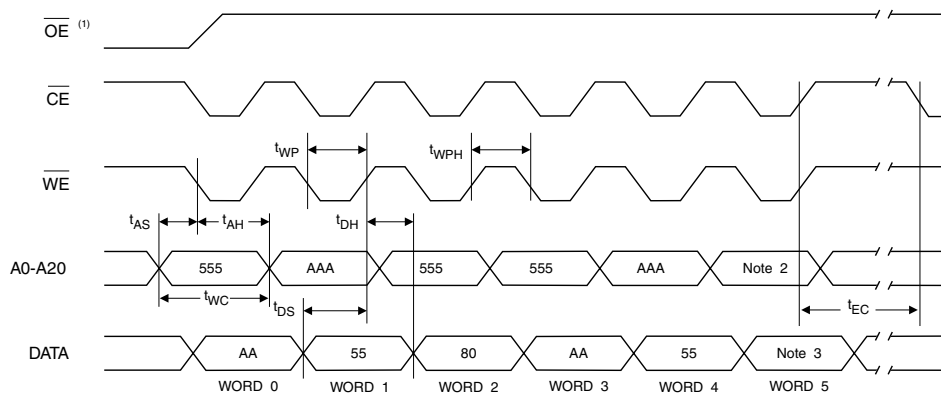 OE (1)
CE
tWP
tWPH
WE
tAS
tAH
tDH
A0-A20
555
AAA
555
555
AAA
Note 2
tWC
tDS
tEC
DATA
AA
55
80
AA
55
Note 3
WORD 0
WORD 1
WORD 2
WORD 3
WORD 4
WORD 5